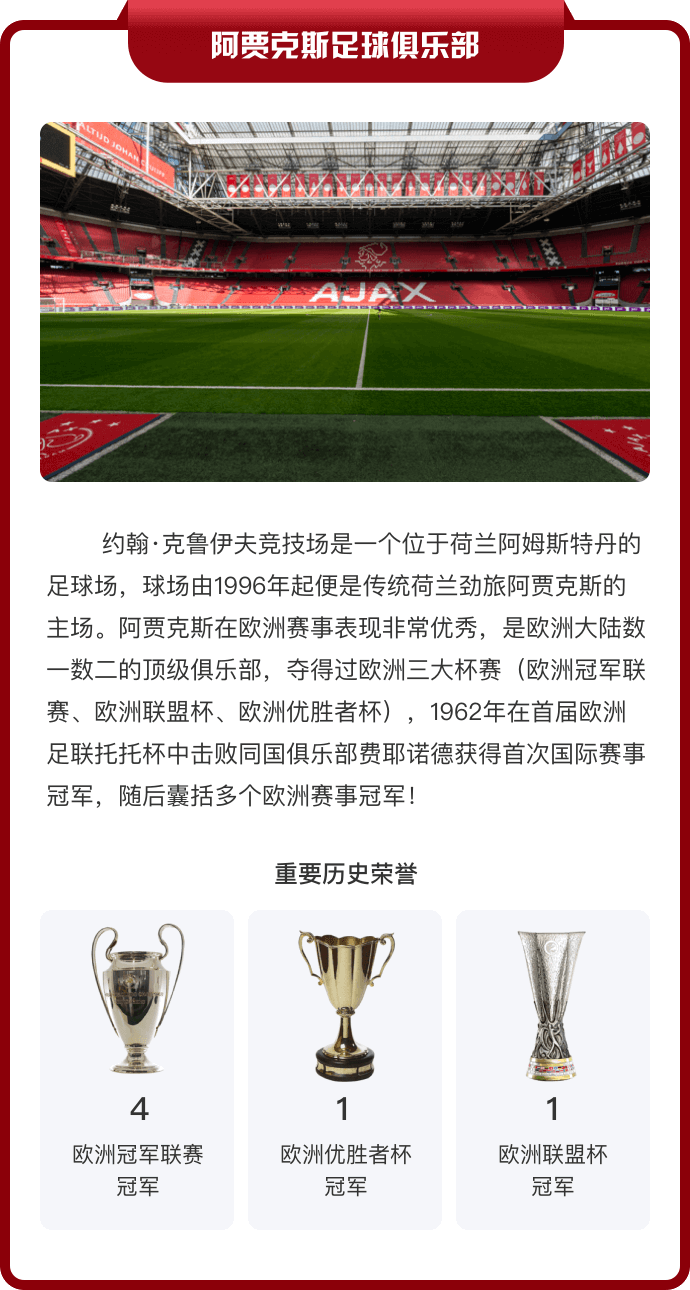 阿贾克斯足球俱乐部
ALTIJD JOHAN CRUIJFF
AJAX
约翰·克鲁伊夫竞技场是一个位于荷兰阿姆斯特丹的
足球场，球场由1996年起便是传统荷兰劲旅阿贾克斯的
主场。阿贾克斯在欧洲赛事表现非常优秀，是欧洲大陆数
一数二的顶级俱乐部，夺得过欧洲三大杯赛（欧洲冠军联
赛、欧洲联盟杯、欧洲优胜者杯），1962年在首届欧洲
足联托托杯中击败同国俱乐部费耶诺德获得首次国际赛事
冠军，随后囊括多个欧洲赛事冠军！
重要历史荣誉
4
欧洲冠军联赛
冠军
1
欧洲优胜者杯
冠军
1
欧洲联盟杯
冠军